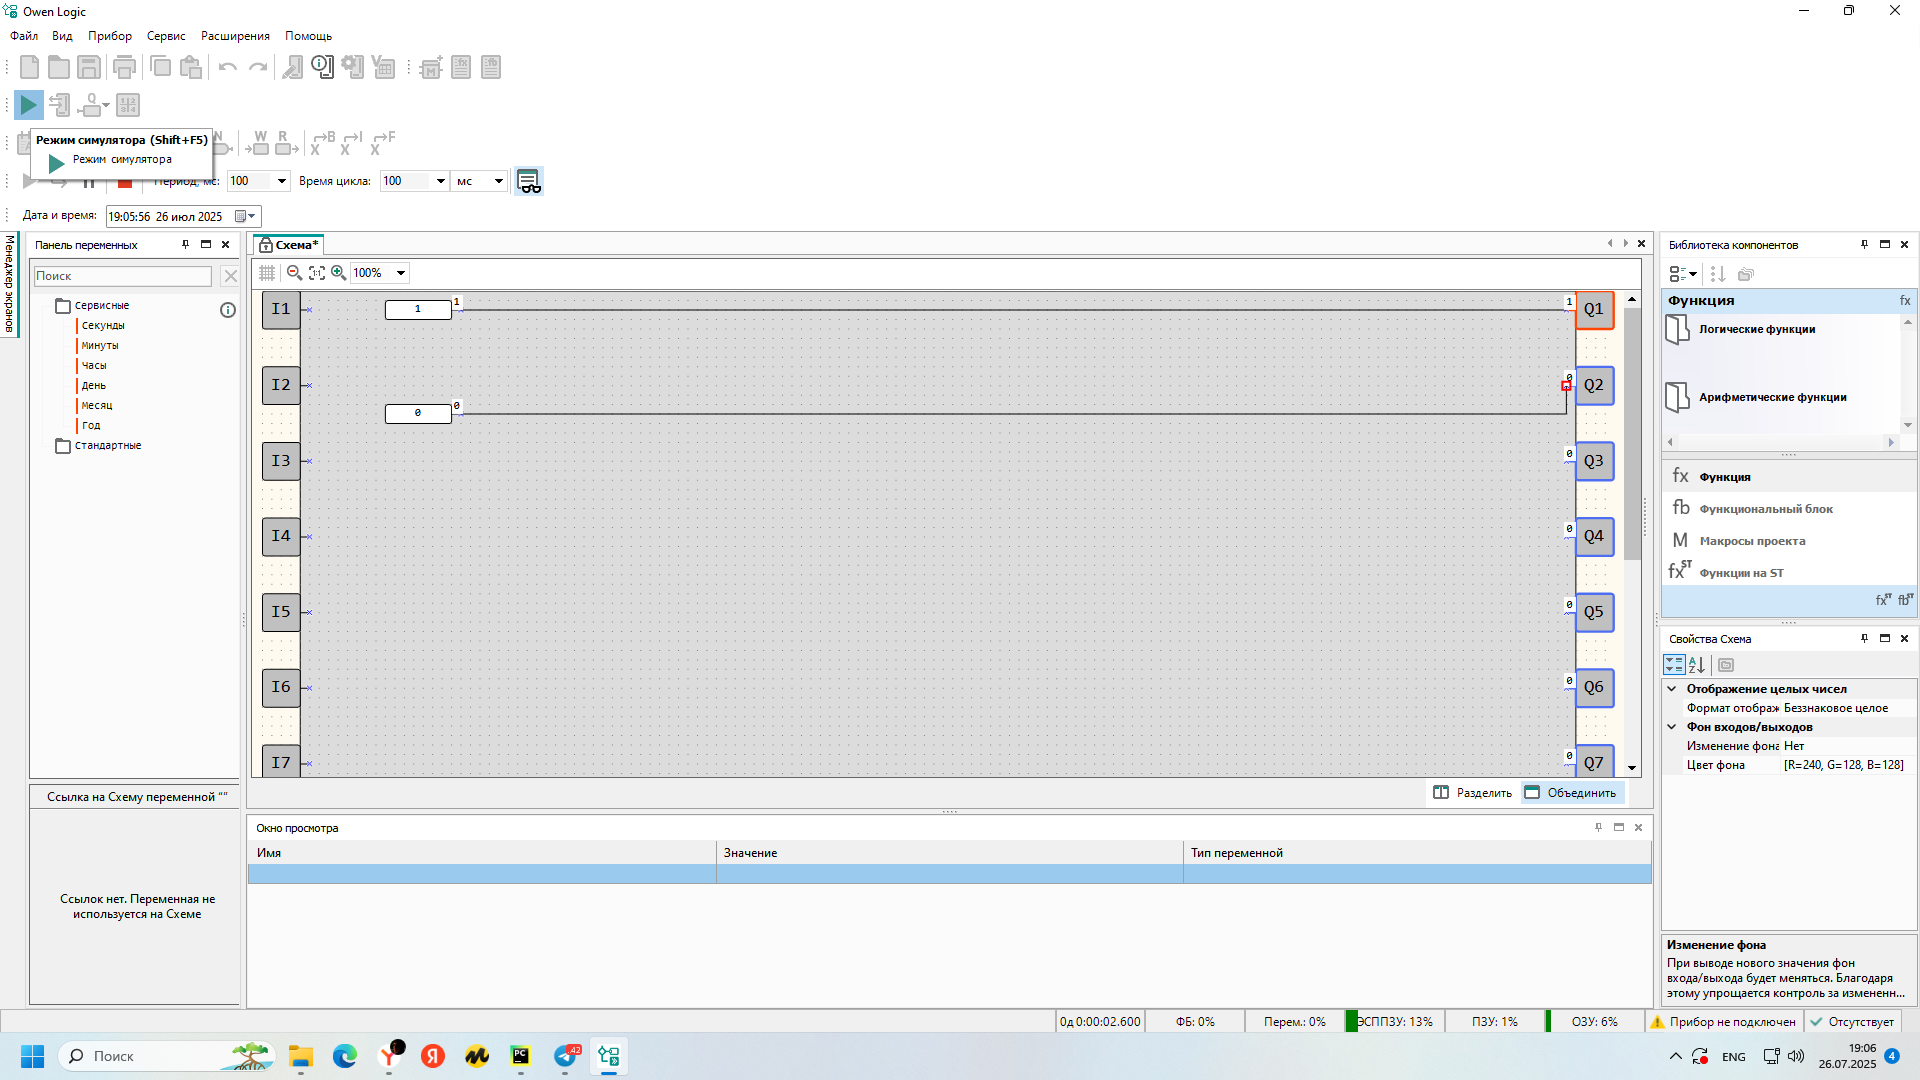 Owen Logic
Файл Вид Прибор Сервис Расширения Помощь
Режим симулятора (Shift+F5)
Режим симулятора
W R B I F
X X X
Период, мс: 100 Время цикла: 100 мс
Дата и время: 19:05:56 26 июл 2025
Менеджер экранов
Панель переменных
Поиск
Сервисные
Секунды
Минуты
Часы
День
Месяц
Год
Стандартные
Ссылка на Схему переменной “”
Ссылок нет. Переменная не
используется на Схеме
Схема*
100%
I1 1 1 1 Q1
I2 0 Q2
0 0
I3 0 Q3
I4 0 Q4
I5 0 Q5
I6 0 Q6
I7 0 Q7
Разделить Объединить
Окно просмотра
Имя Значение Тип переменной
Библиотека компонентов
Функция fx
Логические функции
Арифметические функции
fx Функция
fb Функциональный блок
M Макросы проекта
fxST Функции на ST
fxST fbST
Свойства Схема
Отображение целых чисел
Формат отображ Беззнаковое целое
Фон входов/выходов
Изменение фона Нет
Цвет фона [R=240, G=128, B=128]
Изменение фона
При выводе нового значения фон
входа/выхода будет меняться. Благодаря
этому упрощается контроль за измененн...
0д 0:00:02.600 ФБ: 0% Перем.: 0% ЭСППЗУ: 13% ПЗУ: 1% ОЗУ: 6% Прибор не подключен Отсутствует
Поиск
Я
PC
42
ENG
19:06
26.07.2025
4